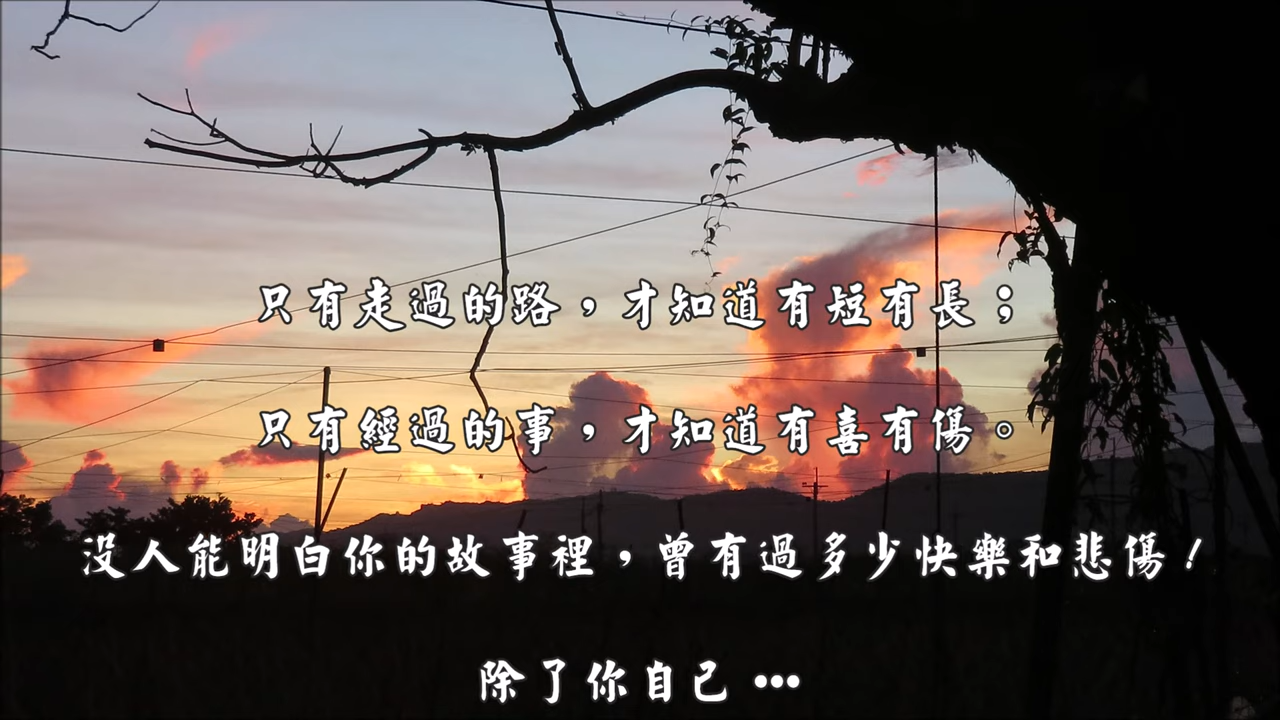 只有走過的路，才知道有短有長；
只有經過的事，才知道有喜有傷。
没人能明白你的故事裡，曾有過多少快樂和悲傷！
除了你自己 •••